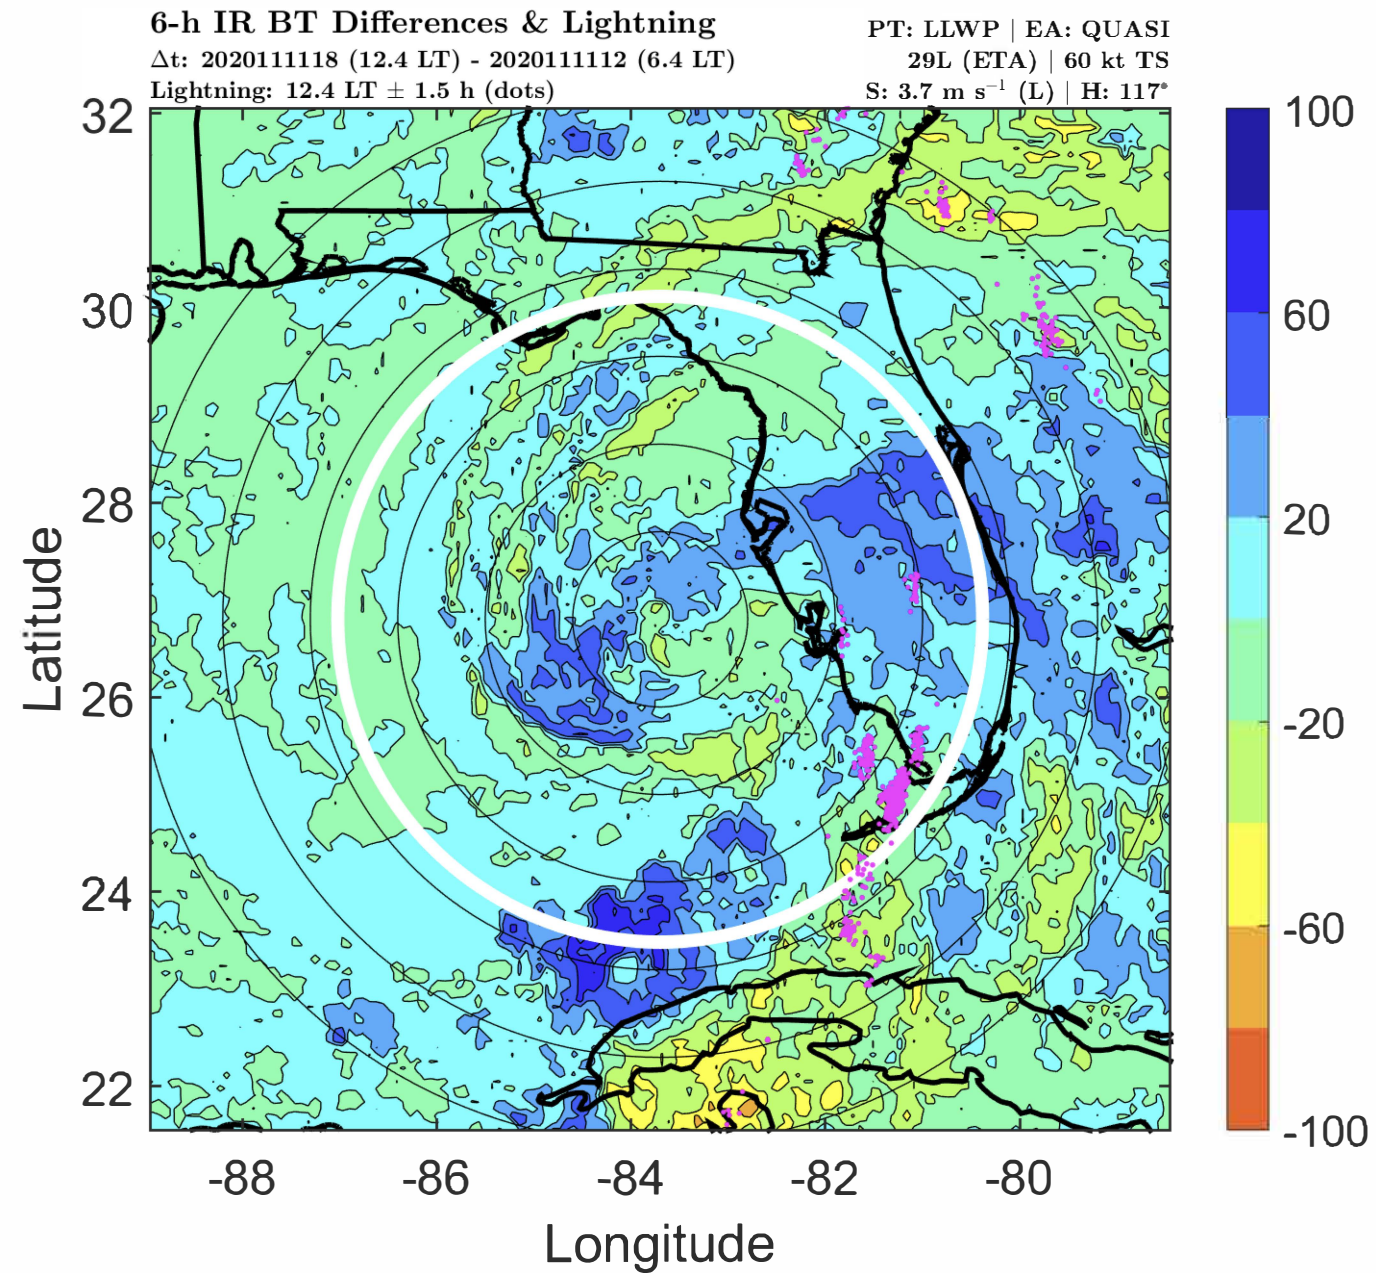 6-h IR BT Differences & Lightning
Δt: 2020111118 (12.4 LT) - 2020111112 (6.4 LT)
Lightning: 12.4 LT ± 1.5 h (dots)
PT: LLWP | EA: QUASI
29L (ETA) | 60 kt TS
S: 3.7 m s⁻¹ (L) | H: 117°
32
30
28
26
24
22
Latitude
-88 -86 -84 -82 -80
Longitude
100
60
20
-20
-60
-100